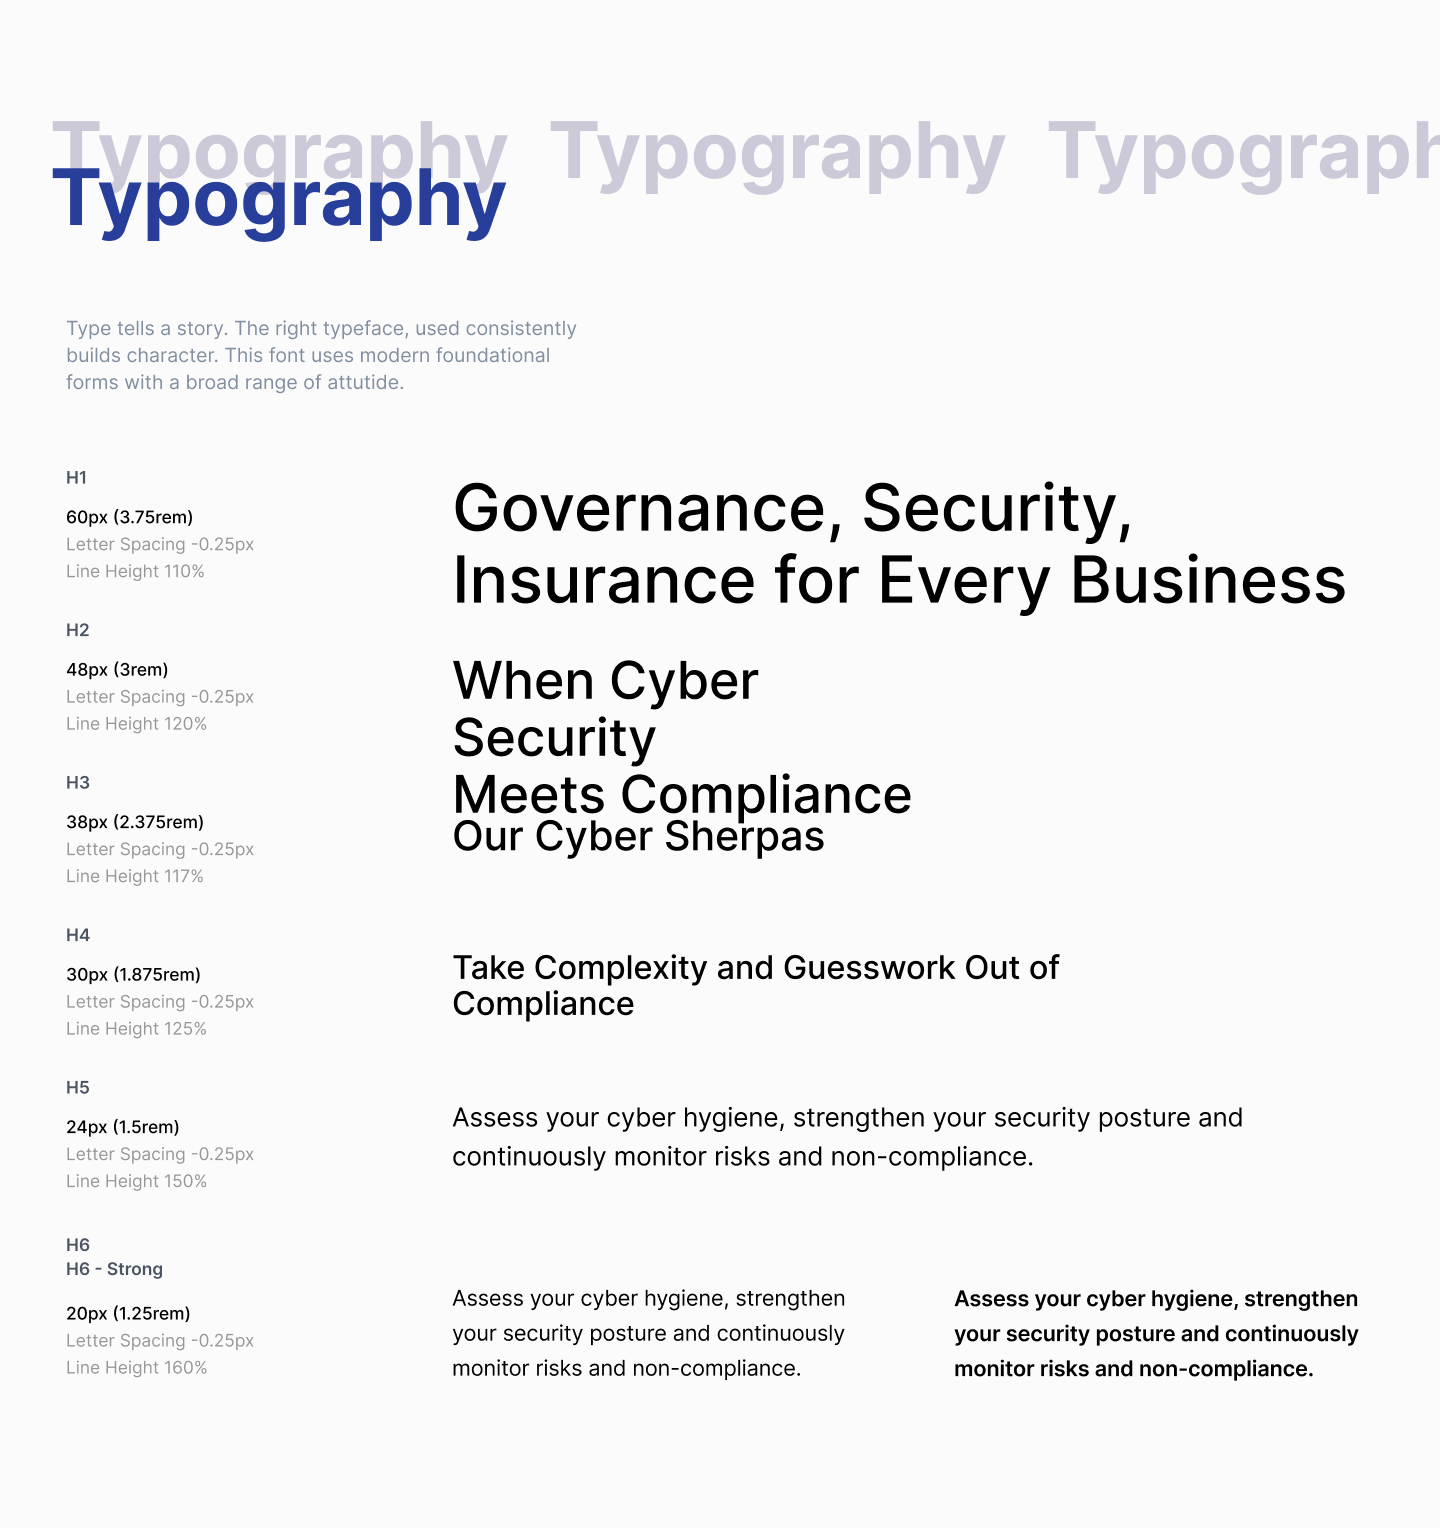 Typography Typography Typograph
Typography
Type tells a story. The right typeface, used consistently
builds character. This font uses modern foundational
forms with a broad range of attutide.
H1
60px (3.75rem)
Letter Spacing -0.25px
Line Height 110%
Governance, Security,
Insurance for Every Business
H2
48px (3rem)
Letter Spacing -0.25px
Line Height 120%
When Cyber
Security
Meets Compliance
H3
38px (2.375rem)
Letter Spacing -0.25px
Line Height 117%
Our Cyber Sherpas
H4
30px (1.875rem)
Letter Spacing -0.25px
Line Height 125%
Take Complexity and Guesswork Out of
Compliance
H5
24px (1.5rem)
Letter Spacing -0.25px
Line Height 150%
Assess your cyber hygiene, strengthen your security posture and
continuously monitor risks and non-compliance.
H6
H6 - Strong
20px (1.25rem)
Letter Spacing -0.25px
Line Height 160%
Assess your cyber hygiene, strengthen
your security posture and continuously
monitor risks and non-compliance.
Assess your cyber hygiene, strengthen
your security posture and continuously
monitor risks and non-compliance.